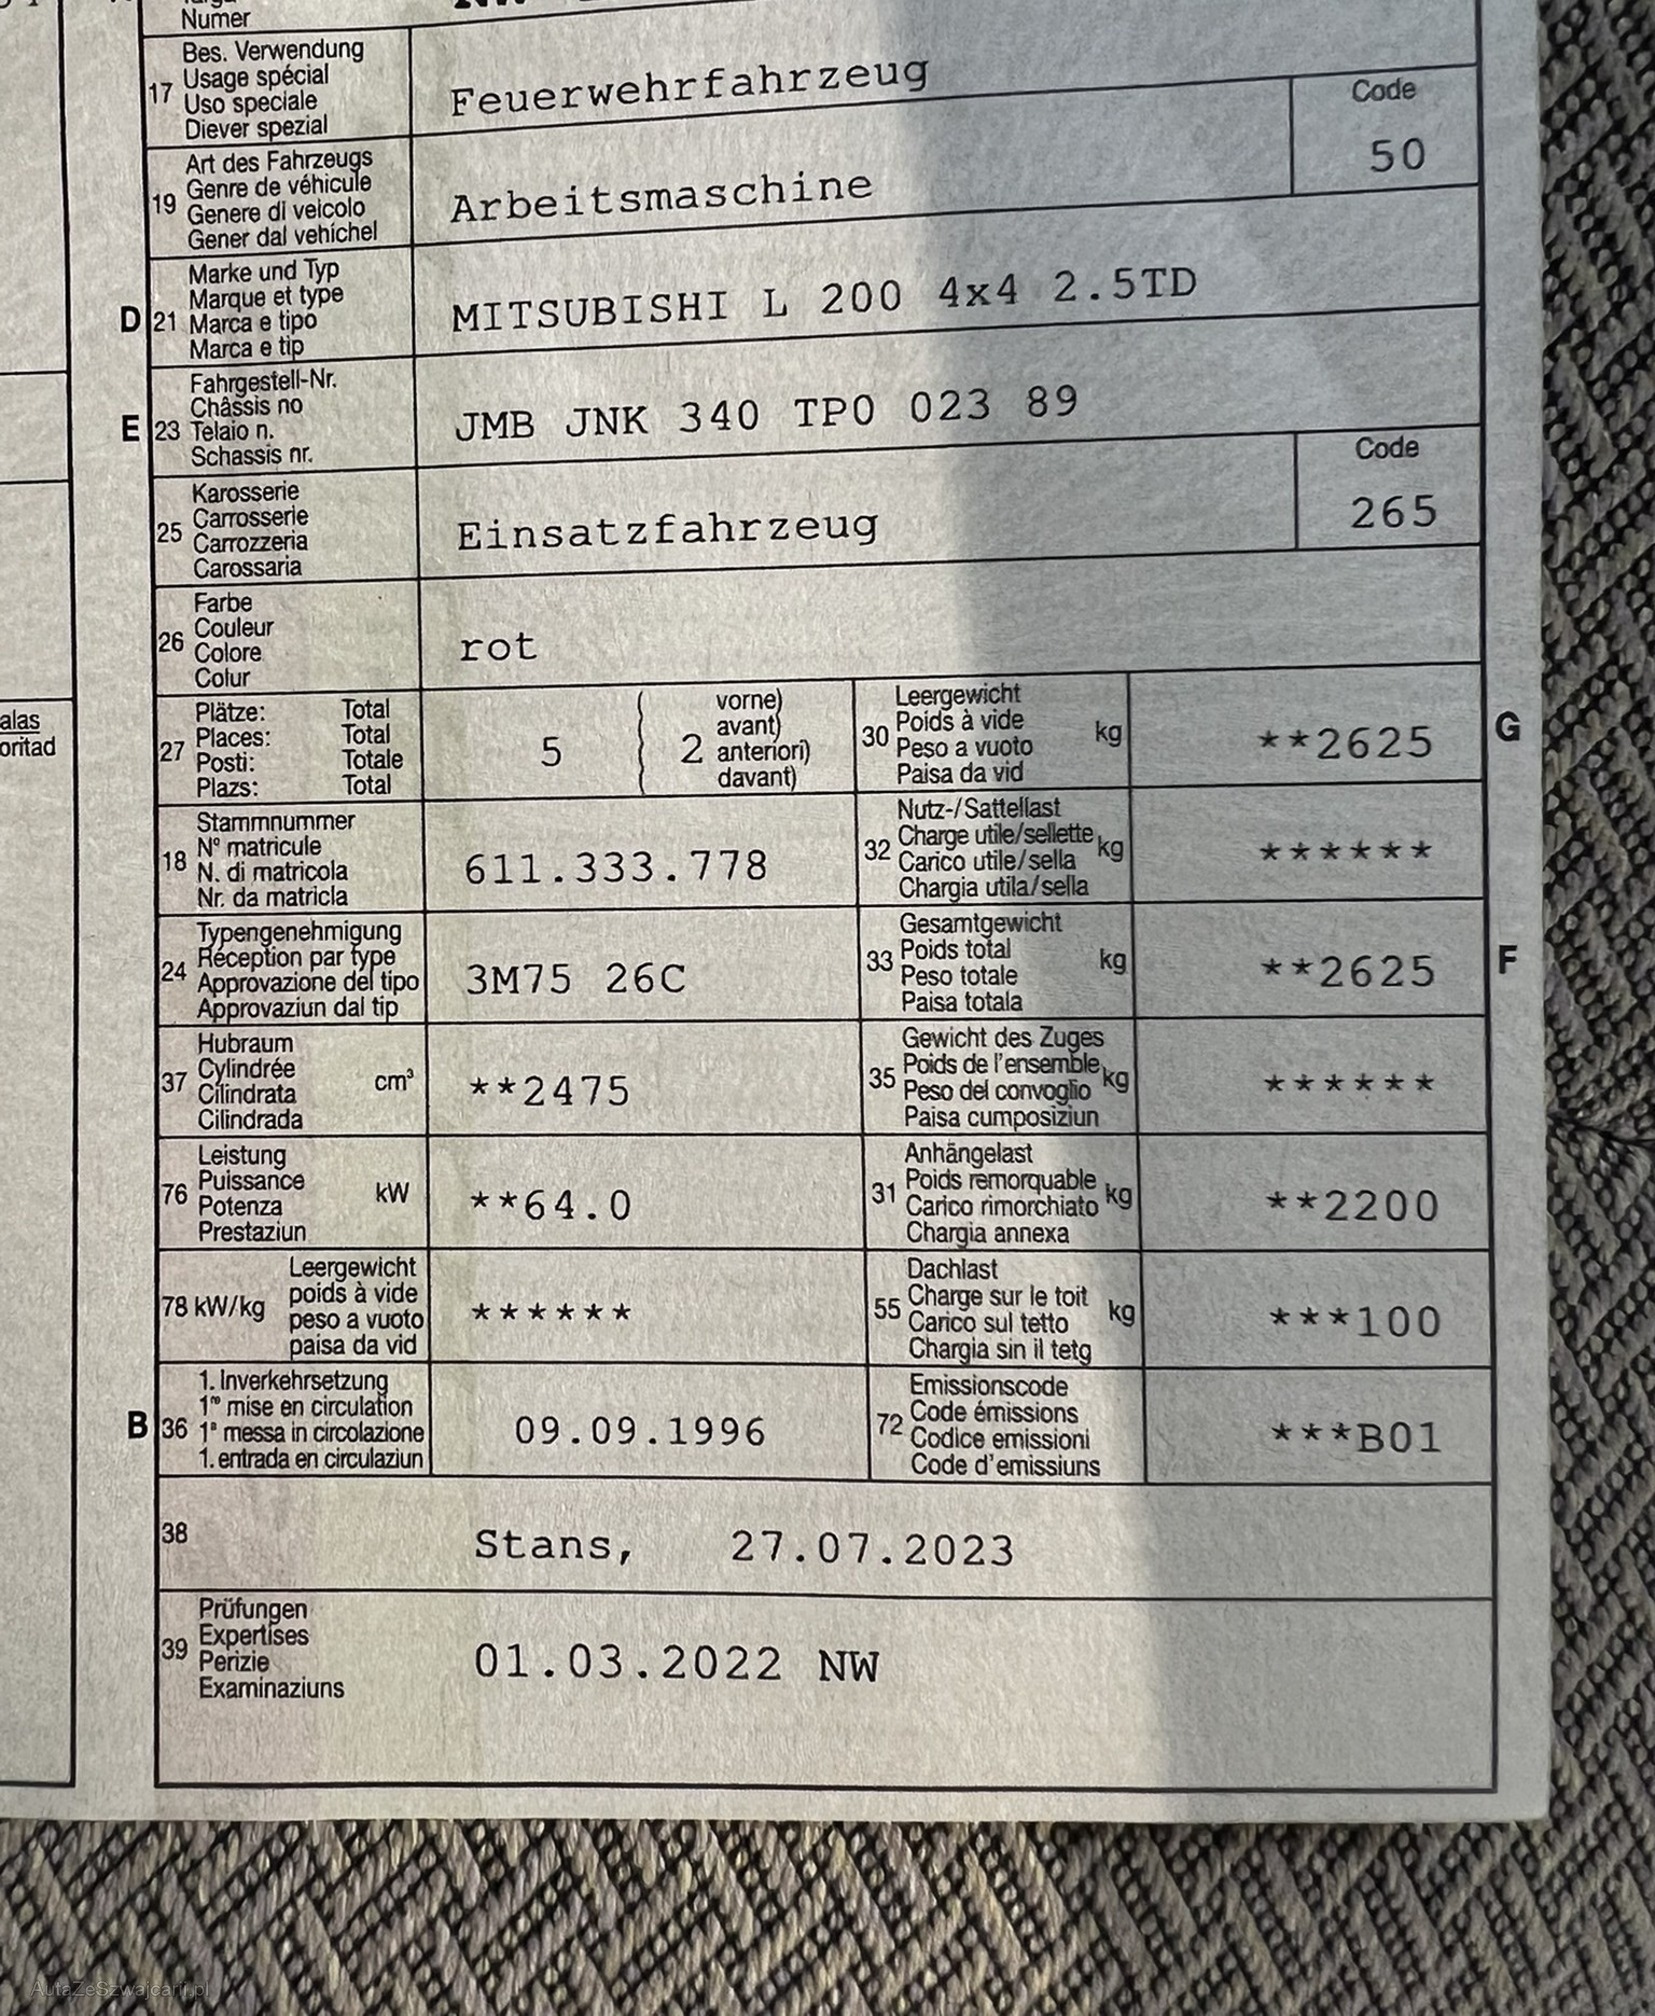 Numer
Bes. Verwendung
17 Usage spécial
Uso speciale
Diever spezial
Feuerwehrfahrzeug
Art des Fahrzeugs
19 Genre de véhicule
Genere di veicolo
Gener dal vehichel
Arbeitsmaschine
Code
50
Marke und Typ
Marque et type
D 21 Marca e tipo
Marca e tip
MITSUBISHI L 200 4x4 2.5TD
Fahrgestell-Nr.
Châssis no
E 23 Telaio n.
Schassis nr.
JMB JNK 340 TP0 023 89
Karosserie
25 Carrosserie
Carrozzeria
Carossaria
Einsatzfahrzeug
Code
265
Farbe
26 Couleur
Colore
Colur
rot
alas
oritad
Plätze: Total
27 Places: Total
Posti: Totale
Plazs: Total
5
2
vorne)
avant)
anteriori)
davant)
Leergewicht
30 Poids à vide kg
Peso a vuoto
Paisa da vid
**2625
G
Stammnummer
18 N° matricule
N. di matricola
Nr. da matricla
611.333.778
Nutz-/Sattellast
32 Charge utile/sellette kg
Carico utile/sella
Chargia utila/sella
******
Typengenehmigung
24 Réception par type
Approvazione del tipo
Approvaziun dal tip
3M75 26C
Gesamtgewicht
33 Poids total kg
Peso totale
Paisa totala
**2625
F
Hubraum
37 Cylindrée cm³
Cilindrata
Cilindrada
**2475
Gewicht des Zuges
35 Poids de l'ensemble kg
Peso del convoglio
Paisa cumposiziun
******
Leistung
76 Puissance kW
Potenza
Prestaziun
**64.0
Anhängelast
31 Poids remorquable kg
Carico rimorchiato
Chargia annexa
**2200
Leergewicht
78 kW/kg poids à vide
peso a vuoto
paisa da vid
******
Dachlast
55 Charge sur le toit kg
Carico sul tetto
Chargia sin il tetg
***100
1. Inverkehrsetzung
1re mise en circulation
B 36 1a messa in circolazione
1. entrada en circulaziun
09.09.1996
Emissionscode
72 Code émissions
Codice emissioni
Code d'emissiuns
***B01
38 Stans, 27.07.2023
Prüfungen
39 Expertises
Perizie
Examinaziuns
01.03.2022 NW
AutaZeSzwajcarii.pl